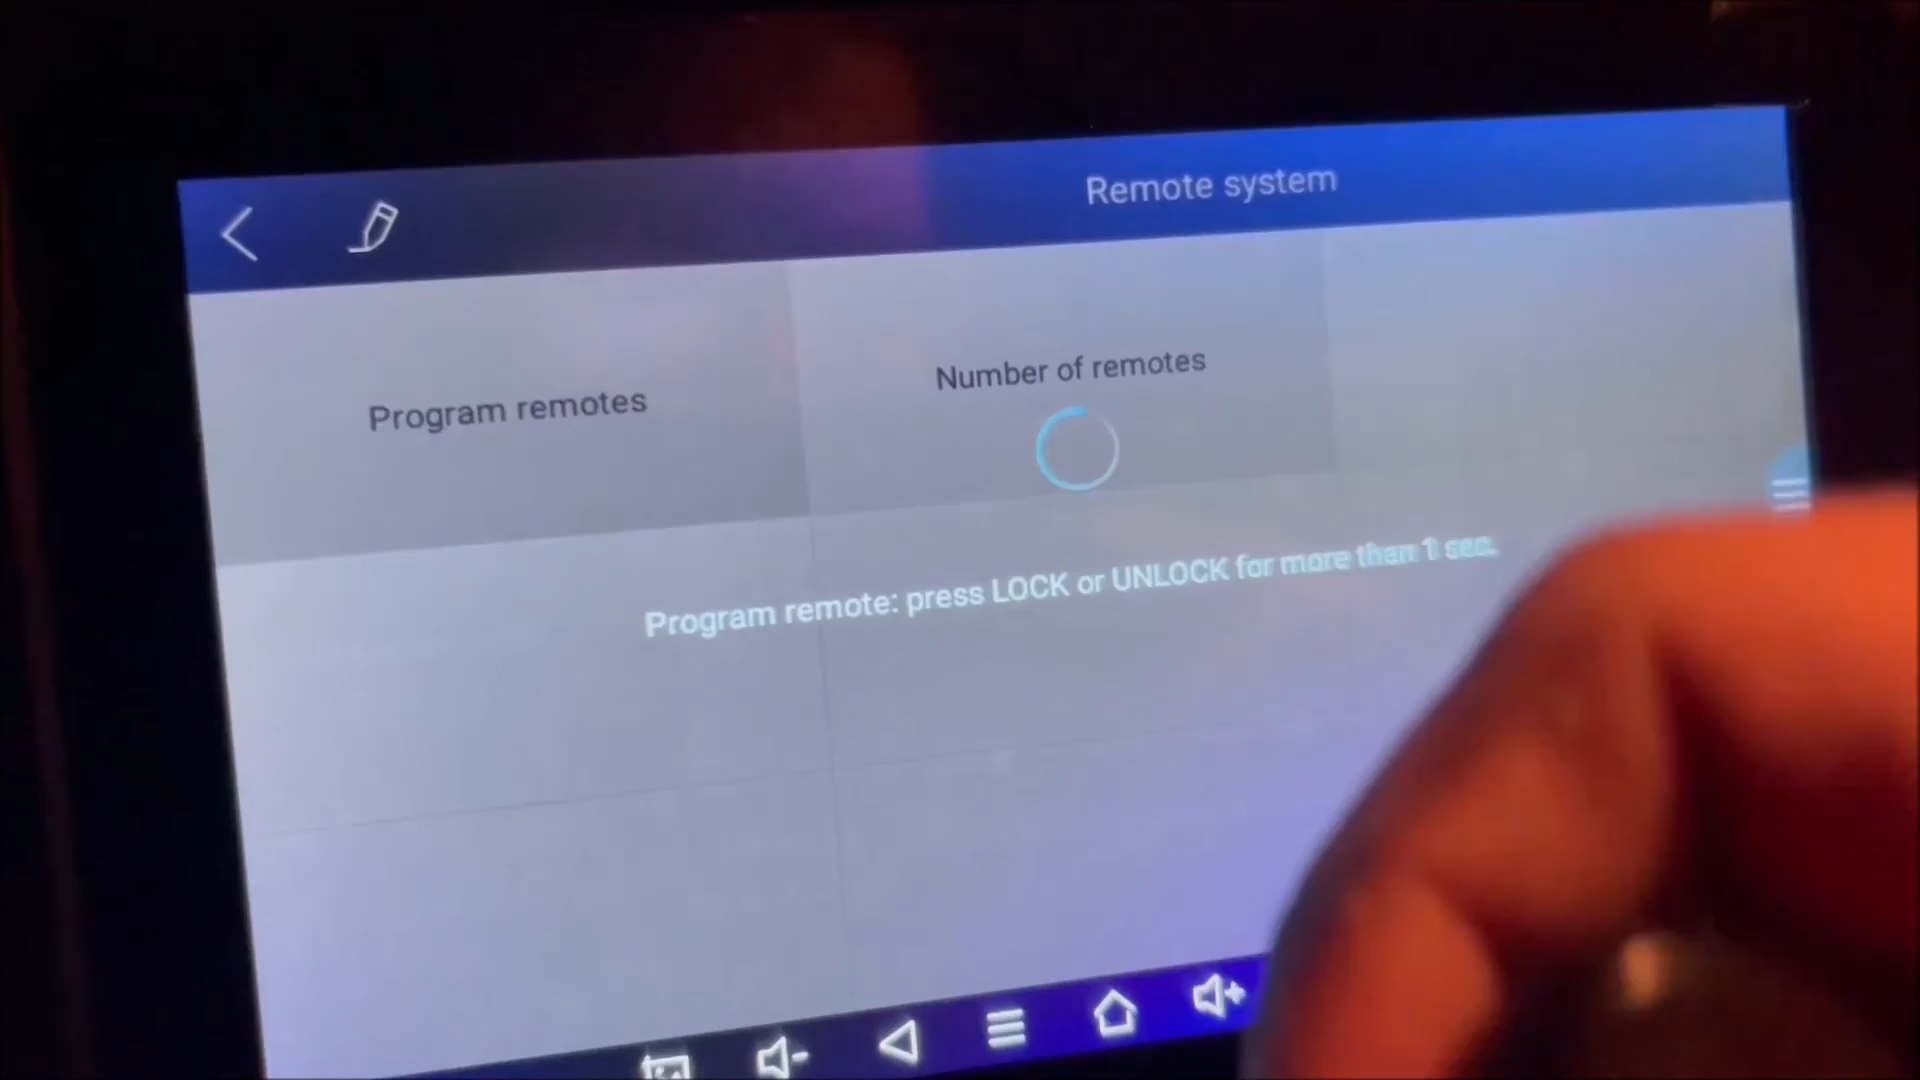 Remote system
Program remotes
Number of remotes
Program remote: press LOCK or UNLOCK for more than 1 sec.